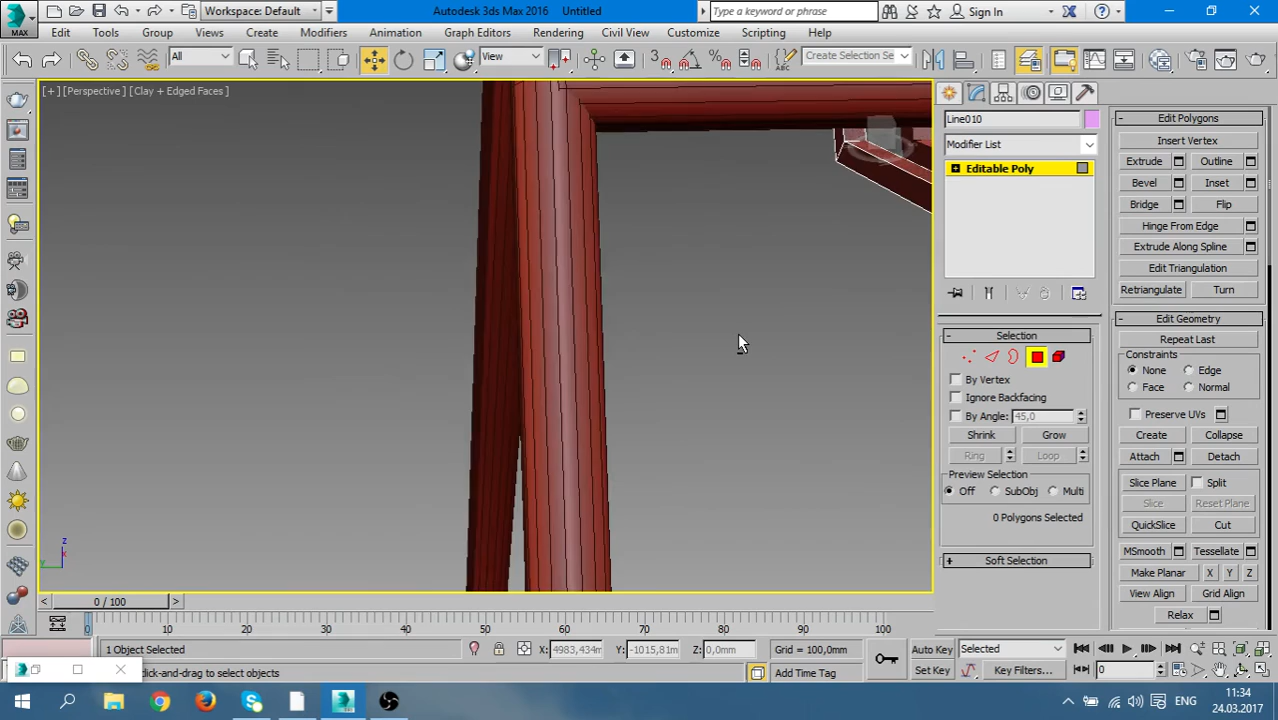 MAX
Workspace: Default
Autodesk 3ds Max 2016 Untitled
Type a keyword or phrase
Sign In
Edit Tools Group Views Create Modifiers Animation Graph Editors Rendering Civil View Customize Scripting Help
All
View
Create Selection Se
[+] [Perspective] [Clay + Edged Faces]
Line010
Modifier List
Editable Poly
Selection
By Vertex
Ignore Backfacing
By Angle: 45,0
Shrink Grow
Ring Loop
Preview Selection
Off SubObj Multi
0 Polygons Selected
Soft Selection
Edit Polygons
Insert Vertex
Extrude Outline
Bevel Inset
Bridge Flip
Hinge From Edge
Extrude Along Spline
Edit Triangulation
Retriangulate Turn
Edit Geometry
Repeat Last
Constraints
None Edge
Face Normal
Preserve UVs
Create Collapse
Attach Detach
Slice Plane Split
Slice Reset Plane
QuickSlice Cut
MSmooth Tessellate
Make Planar X Y Z
View Align Grid Align
Relax
z
x
y
0 / 100
0 10 20 30 40 50 60 70 80 90 100
1 Object Selected
X: 4983,434m Y: -1015,81m Z: 0,0mm
Grid = 100,0mm
Auto Key Selected
click-and-drag to select objects
Add Time Tag
Set Key Key Filters...
0
ENG
11:34
24.03.2017